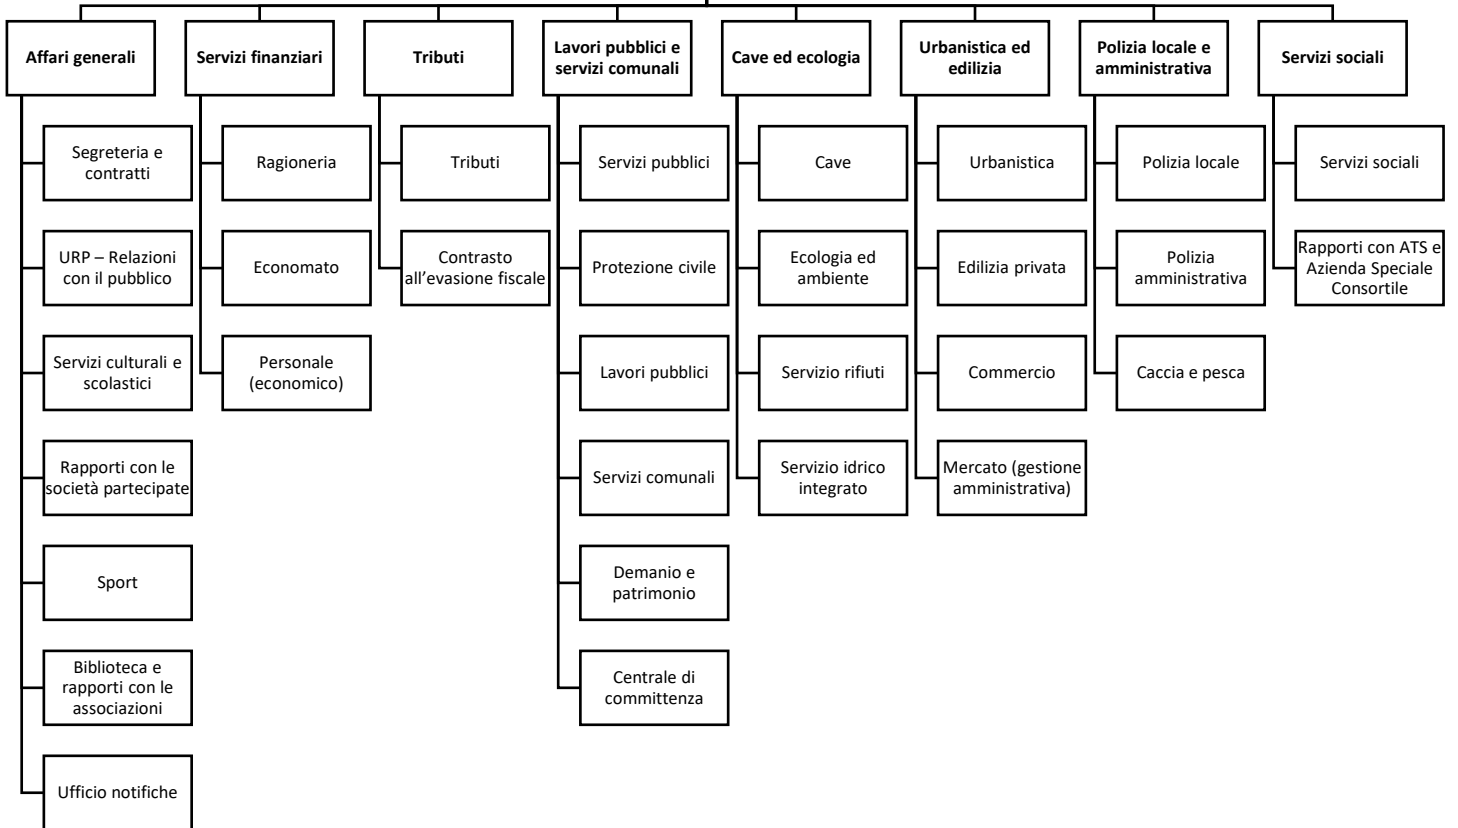 Affari generali
Servizi finanziari
Tributi
Lavori pubblici e
servizi comunali
Cave ed ecologia
Urbanistica ed
edilizia
Polizia locale e
amministrativa
Servizi sociali
Segreteria e
contratti
URP – Relazioni
con il pubblico
Servizi culturali e
scolastici
Rapporti con le
società partecipate
Sport
Biblioteca e
rapporti con le
associazioni
Ufficio notifiche
Ragioneria
Economato
Personale
(economico)
Tributi
Contrasto
all'evasione fiscale
Servizi pubblici
Protezione civile
Lavori pubblici
Servizi comunali
Demanio e
patrimonio
Centrale di
committenza
Cave
Ecologia ed
ambiente
Servizio rifiuti
Servizio idrico
integrato
Urbanistica
Edilizia privata
Commercio
Mercato (gestione
amministrativa)
Polizia locale
Polizia
amministrativa
Caccia e pesca
Servizi sociali
Rapporti con ATS e
Azienda Speciale
Consortile